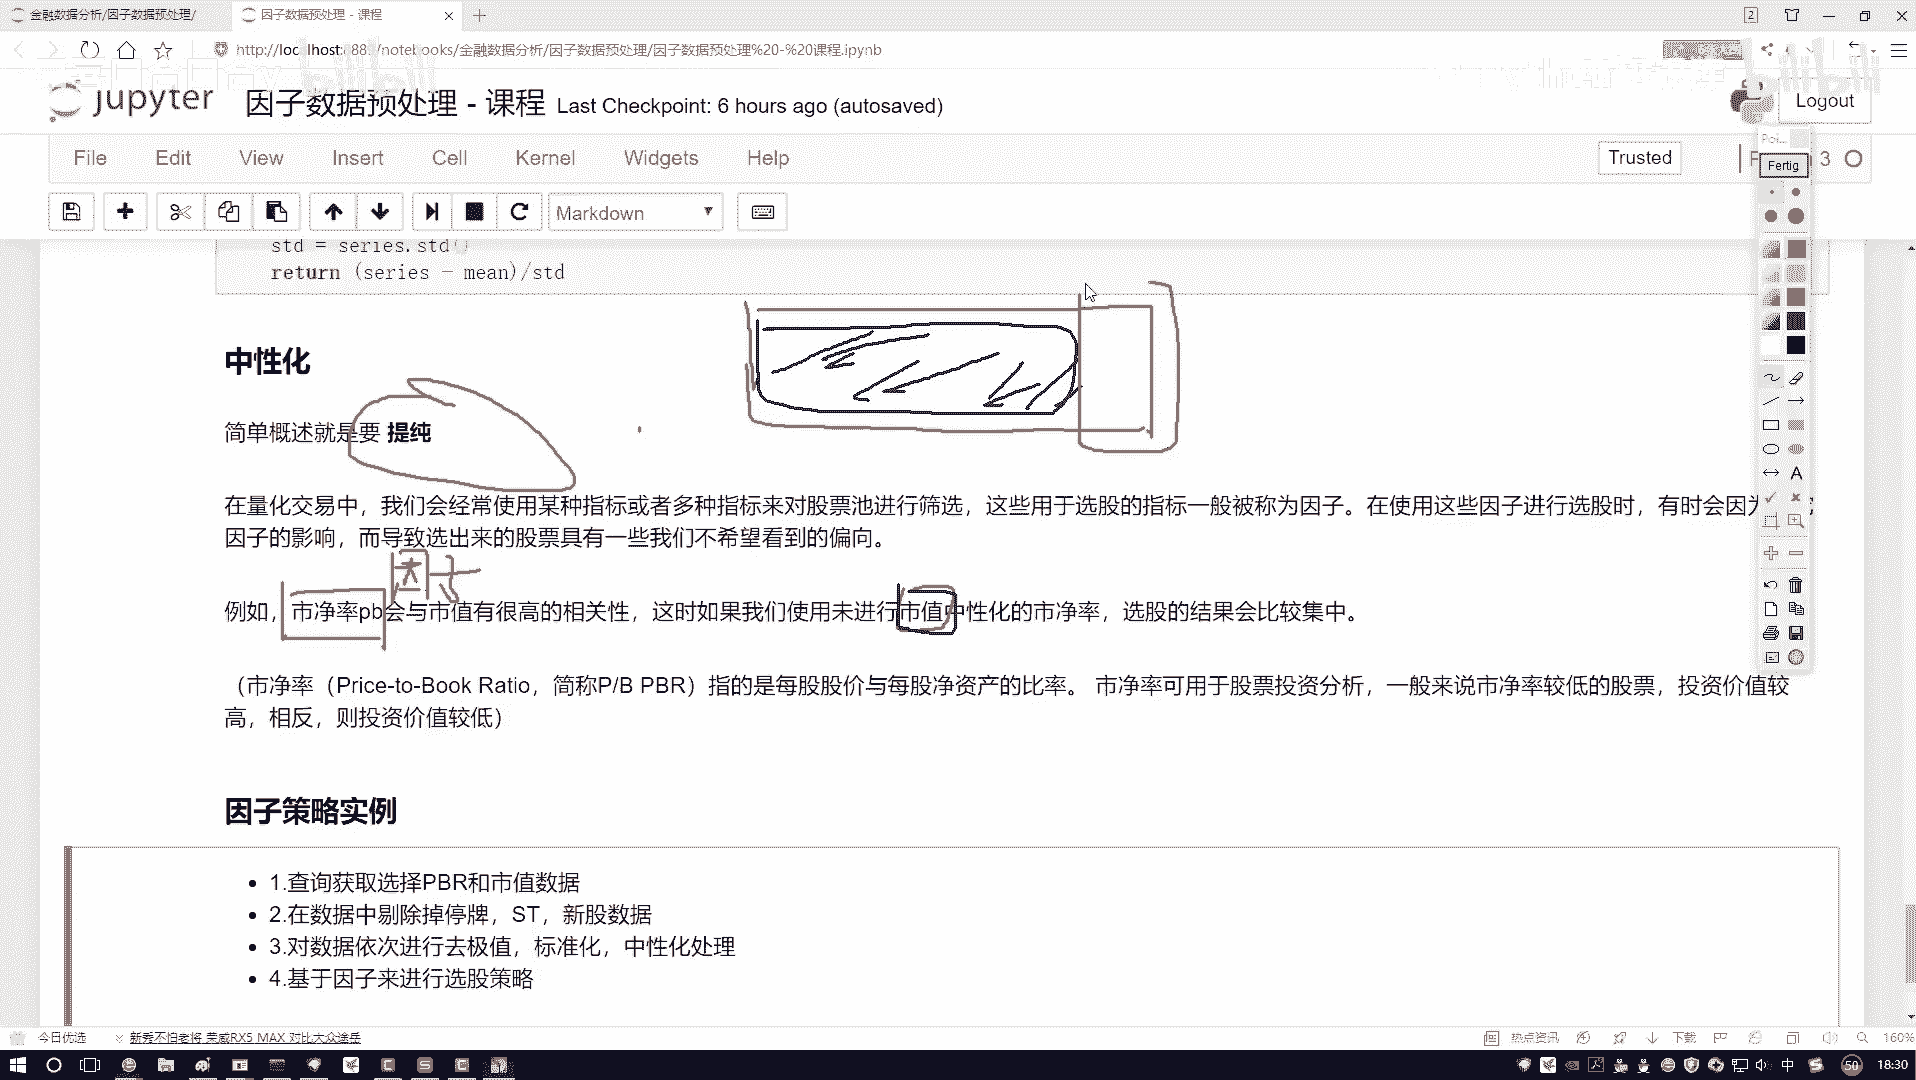 金融数据分析/因子数据预处理/
因子数据预处理 - 课程
2
http://localhost:888/notebooks/金融数据分析/因子数据预处理/因子数据预处理%20-%20课程.ipynb
bilibili
bilibili
jupyter
因子数据预处理 - 课程
Last Checkpoint: 6 hours ago (autosaved)
Logout
File Edit View Insert Cell Kernel Widgets Help
Trusted
3
Fertig
Markdown
std = series.std()
return (series - mean)/std
中性化
简单概述就是要 提纯
在量化交易中，我们会经常使用某种指标或者多种指标来对股票池进行筛选，这些用于选股的指标一般被称为因子。在使用这些因子进行选股时，有时会因为
因子的影响，而导致选出来的股票具有一些我们不希望看到的偏向。
因子
例如，市净率pb会与市值有很高的相关性，这时如果我们使用未进行市值中性化的市净率，选股的结果会比较集中。
（市净率（Price-to-Book Ratio，简称P/B PBR）指的是每股股价与每股净资产的比率。 市净率可用于股票投资分析，一般来说市净率较低的股票，投资价值较
高，相反，则投资价值较低）
因子策略实例
1.查询获取选择PBR和市值数据
2.在数据中剔除掉停牌，ST，新股数据
3.对数据依次进行去极值，标准化，中性化处理
4.基于因子来进行选股策略
今日优选
新秀不怕老将 荣威RX5 MAX 对比大众途岳
热点资讯
下载
160%
中
50
18:30